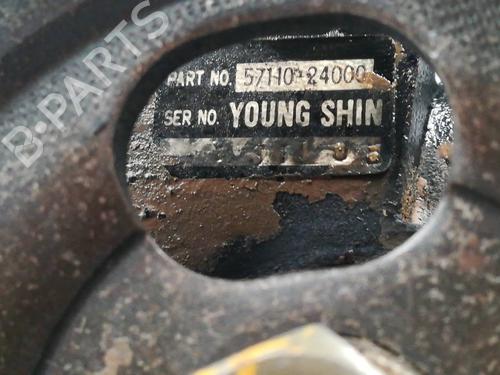 B-PARTS
PART NO. 57110-24000
SER NO. YOUNG SHIN